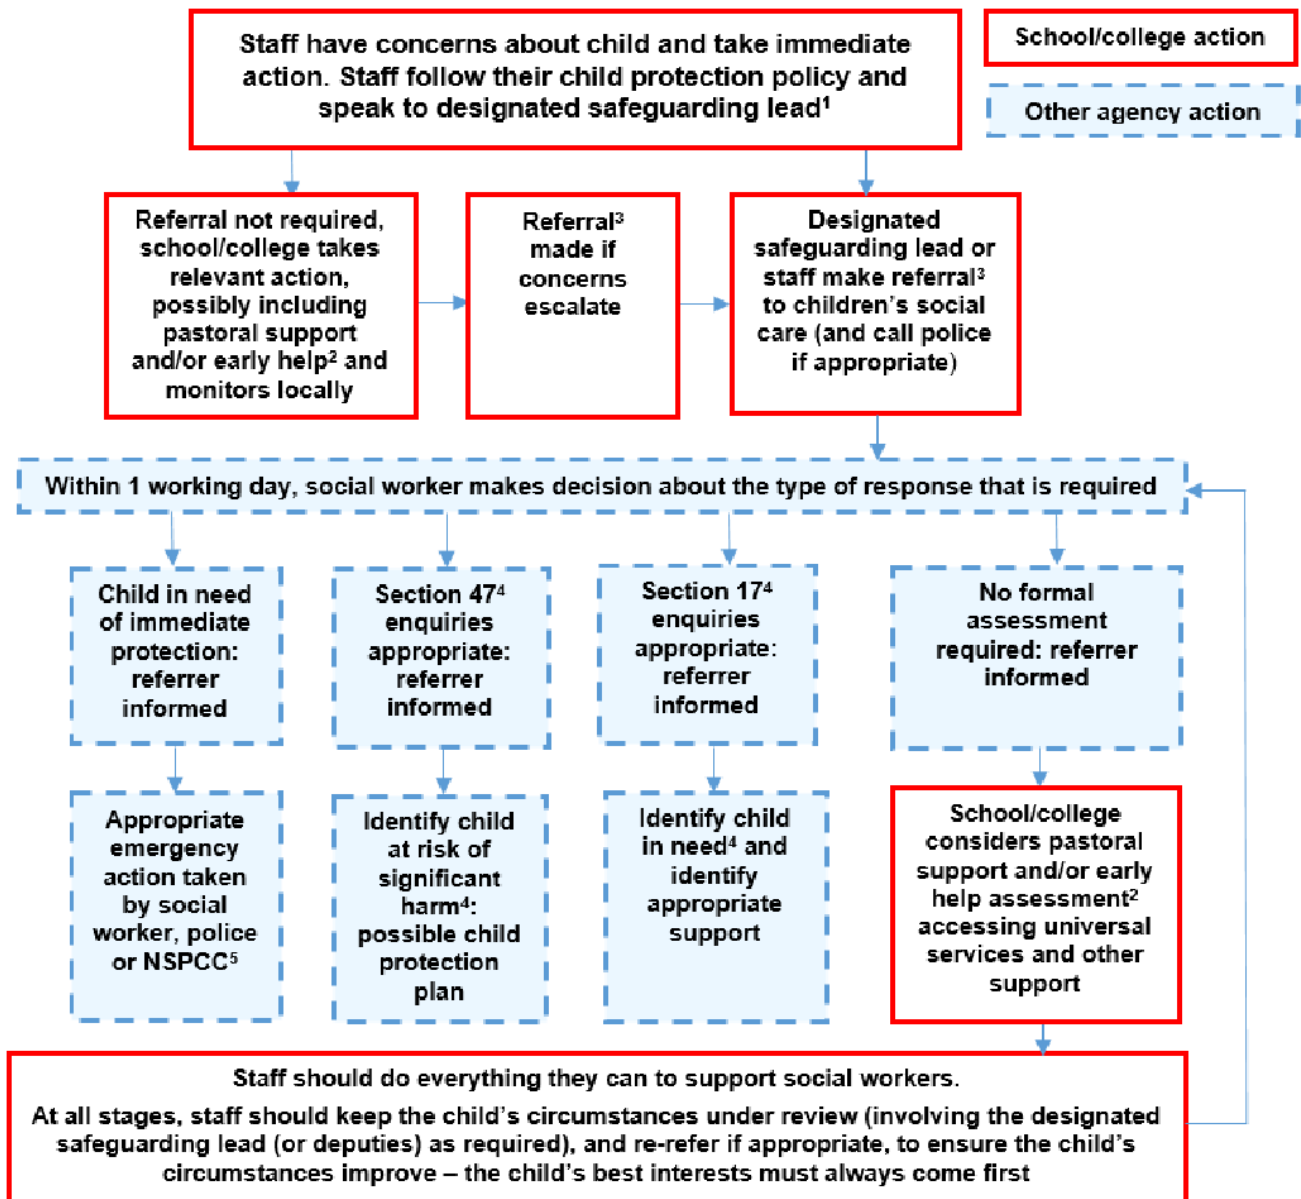 Staff have concerns about child and take immediate
action. Staff follow their child protection policy and
speak to designated safeguarding lead¹
School/college action
Other agency action
Referral not required,
school/college takes
relevant action,
possibly including
pastoral support
and/or early help² and
monitors locally
Referral³
made if
concerns
escalate
Designated
safeguarding lead or
staff make referral³
to children’s social
care (and call police
if appropriate)
Within 1 working day, social worker makes decision about the type of response that is required
Child in need
of immediate
protection:
referrer
informed
Section 47⁴
enquiries
appropriate:
referrer
informed
Section 17⁴
enquiries
appropriate:
referrer
informed
No formal
assessment
required: referrer
informed
Appropriate
emergency
action taken
by social
worker, police
or NSPCC⁵
Identify child
at risk of
significant
harm⁴:
possible child
protection
plan
Identify child
in need⁴ and
identify
appropriate
support
School/college
considers pastoral
support and/or early
help assessment²
accessing universal
services and other
support
Staff should do everything they can to support social workers.
At all stages, staff should keep the child’s circumstances under review (involving the designated
safeguarding lead (or deputies) as required), and re-refer if appropriate, to ensure the child’s
circumstances improve – the child’s best interests must always come first